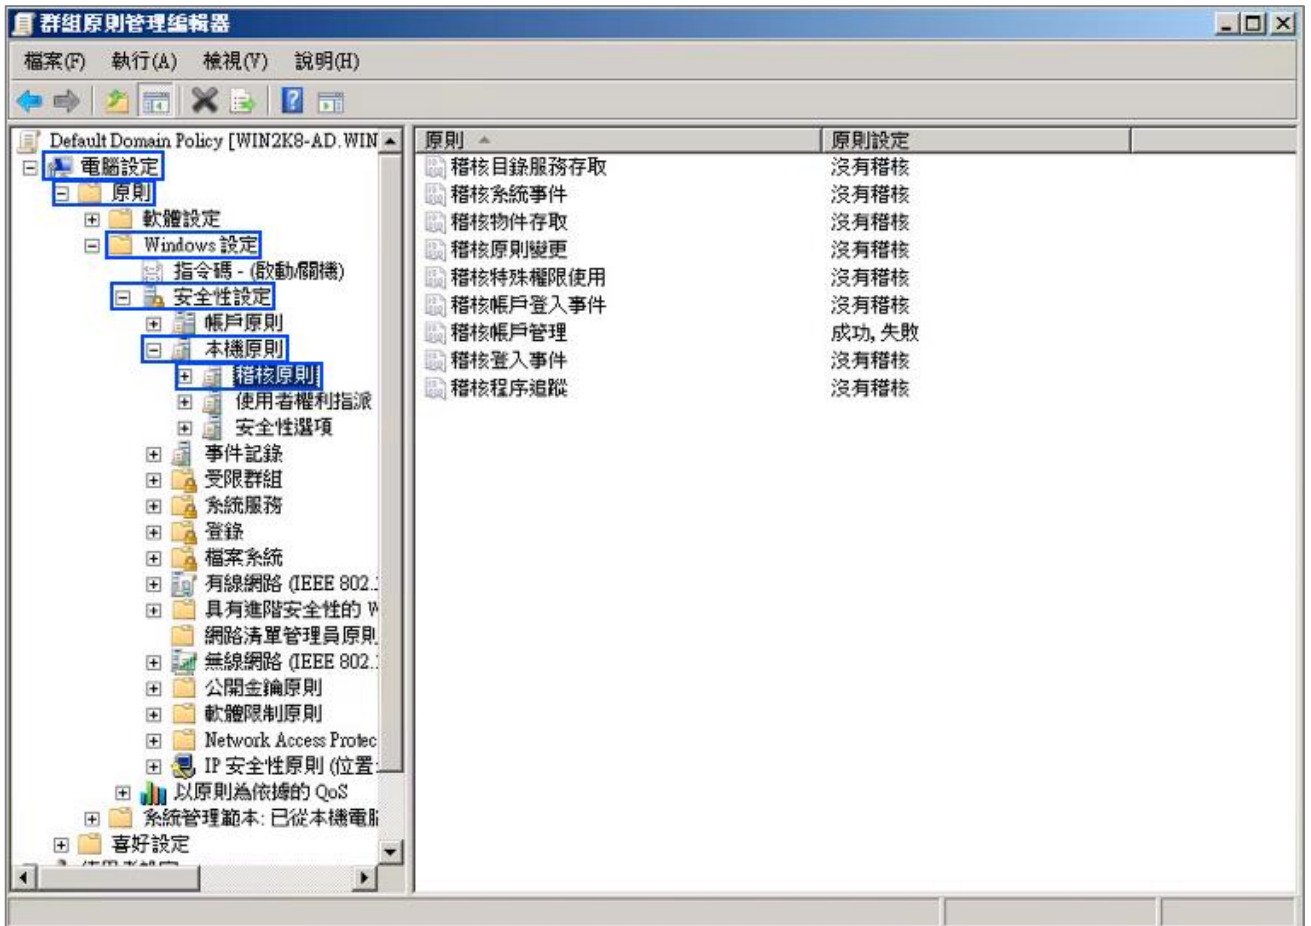 群組原則管理編輯器
檔案(F) 執行(A) 檢視(V) 說明(H)
Default Domain Policy [WIN2K8-AD.WIN
電腦設定
原則
軟體設定
Windows 設定
指令碼 - (啟動/關機)
安全性設定
帳戶原則
本機原則
稽核原則
使用者權利指派
安全性選項
事件記錄
受限群組
系統服務
登錄
檔案系統
有線網路 (IEEE 802.
具有進階安全性的 W
網路清單管理員原則
無線網路 (IEEE 802.
公開金鑰原則
軟體限制原則
Network Access Protec
IP 安全性原則 (位置
以原則為依據的 QoS
系統管理範本: 已從本機電腦
喜好設定
原則 原則設定
稽核目錄服務存取 沒有稽核
稽核系統事件 沒有稽核
稽核物件存取 沒有稽核
稽核原則變更 沒有稽核
稽核特殊權限使用 沒有稽核
稽核帳戶登入事件 沒有稽核
稽核帳戶管理 成功, 失敗
稽核登入事件 沒有稽核
稽核程序追蹤 沒有稽核